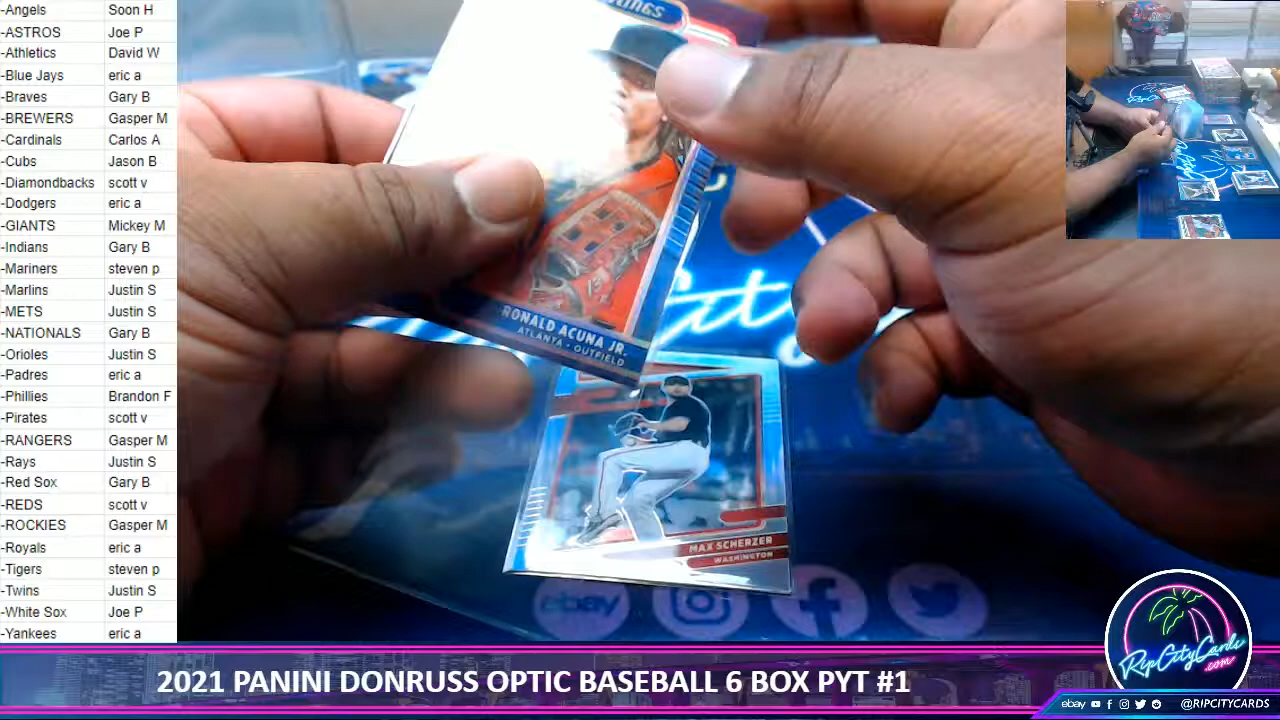 -Angels Soon H
-ASTROS Joe P
-Athletics David W
-Blue Jays eric a
-Braves Gary B
-BREWERS Gasper M
-Cardinals Carlos A
-Cubs Jason B
-Diamondbacks scott v
-Dodgers eric a
-GIANTS Mickey M
-Indians Gary B
-Mariners steven p
-Marlins Justin S
-METS Justin S
-NATIONALS Gary B
-Orioles Justin S
-Padres eric a
-Phillies Brandon F
-Pirates scott v
-RANGERS Gasper M
-Rays Justin S
-Red Sox Gary B
-REDS scott v
-ROCKIES Gasper M
-Royals eric a
-Tigers steven p
-Twins Justin S
-White Sox Joe P
-Yankees eric a
RONALD ACUNA JR.
ATLANTA - OUTFIELD
City
MAX SCHERZER
WASHINGTON
ebay
RipCityCards
.com
2021 PANINI DONRUSS OPTIC BASEBALL 6 BOX PYT #1
ebay @RIPCITYCARDS